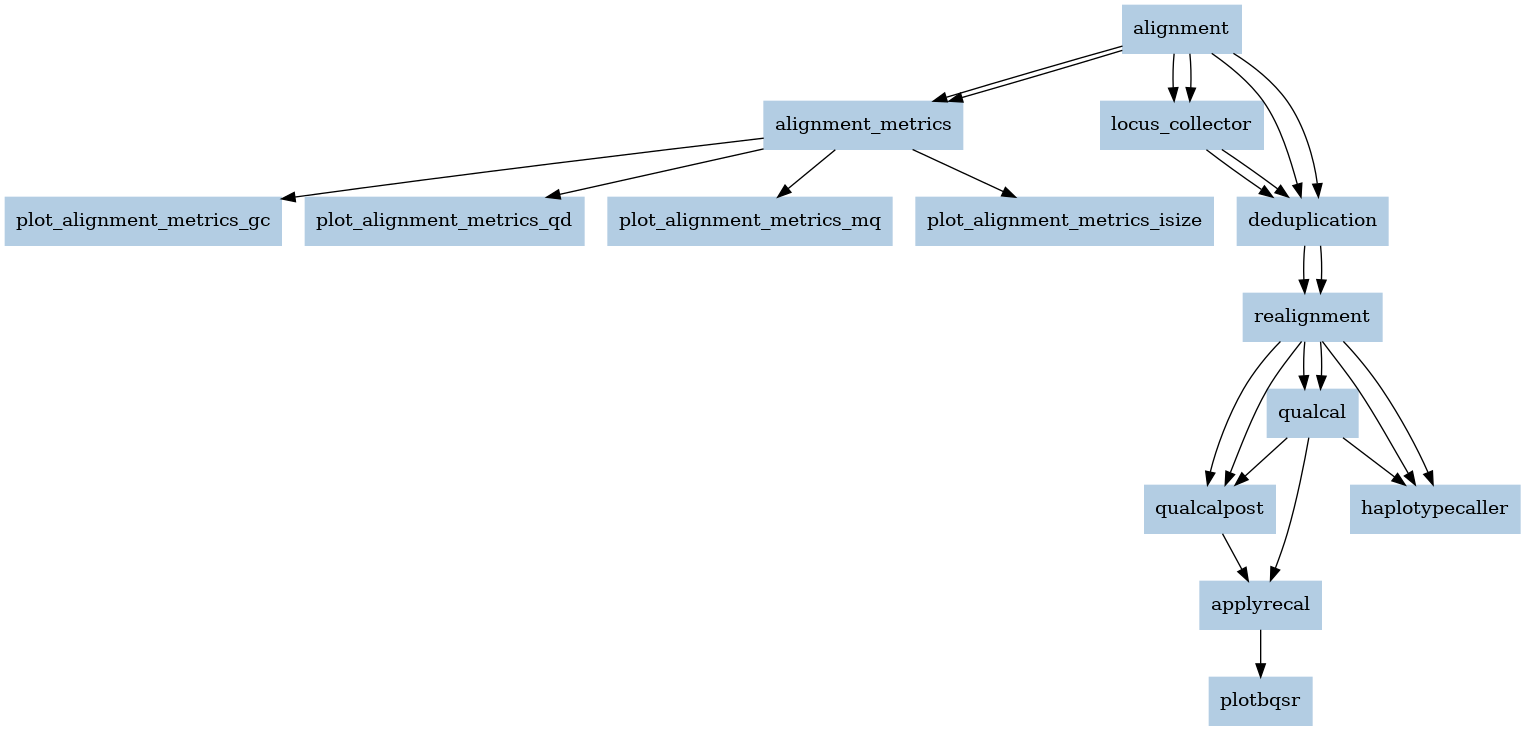 alignment
alignment_metrics
locus_collector
plot_alignment_metrics_gc
plot_alignment_metrics_qd
plot_alignment_metrics_mq
plot_alignment_metrics_isize
deduplication
realignment
qualcal
qualcalpost
haplotypecaller
applyrecal
plotbqsr